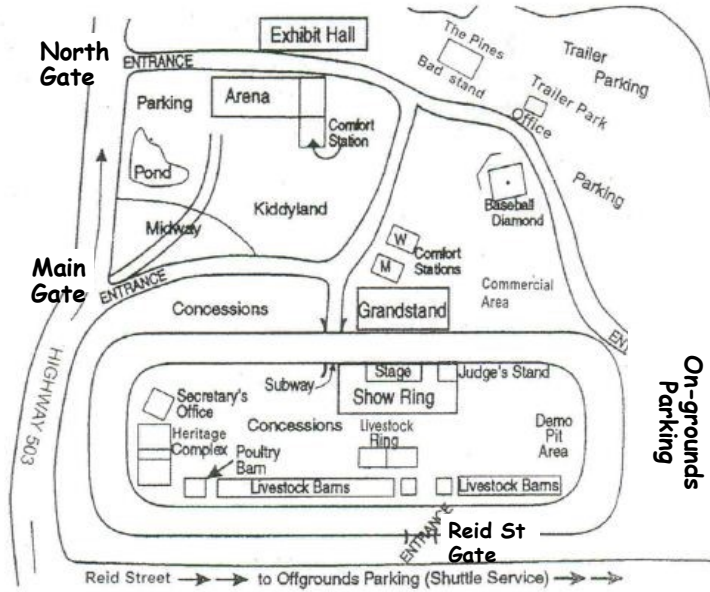 North
Gate
ENTRANCE
Exhibit Hall
The Pines
Bad stand
Trailer
Parking
Trailer Park
Office
Parking
Parking
Arena
Comfort
Station
Pond
Kiddyland
Midway
Baseball
Diamond
W
M
Comfort
Stations
Commercial
Area
Main
Gate
ENTRANCE
Concessions
Grandstand
ENT
HIGHWAY 503
Subway
Stage
Judge's Stand
Show Ring
Secretary's
Office
Concessions
Livestock
Ring
Demo
Pit
Area
Heritage
Complex
Poultry
Barn
Livestock Barns
Livestock Barns
On-grounds
Parking
ENTRANCE
Reid St
Gate
Reid Street to Offgrounds Parking (Shuttle Service)